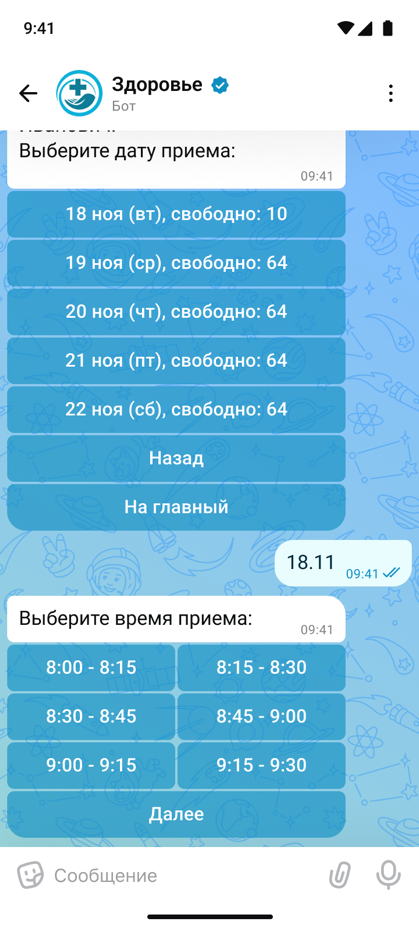 9:41
Здоровье
Бот
Выберите дату приема:
09:41
18 ноя (вт), свободно: 10
19 ноя (ср), свободно: 64
20 ноя (чт), свободно: 64
21 ноя (пт), свободно: 64
22 ноя (сб), свободно: 64
Назад
На главный
18.11 09:41
Выберите время приема:
09:41
8:00 - 8:15 8:15 - 8:30
8:30 - 8:45 8:45 - 9:00
9:00 - 9:15 9:15 - 9:30
Далее
Сообщение